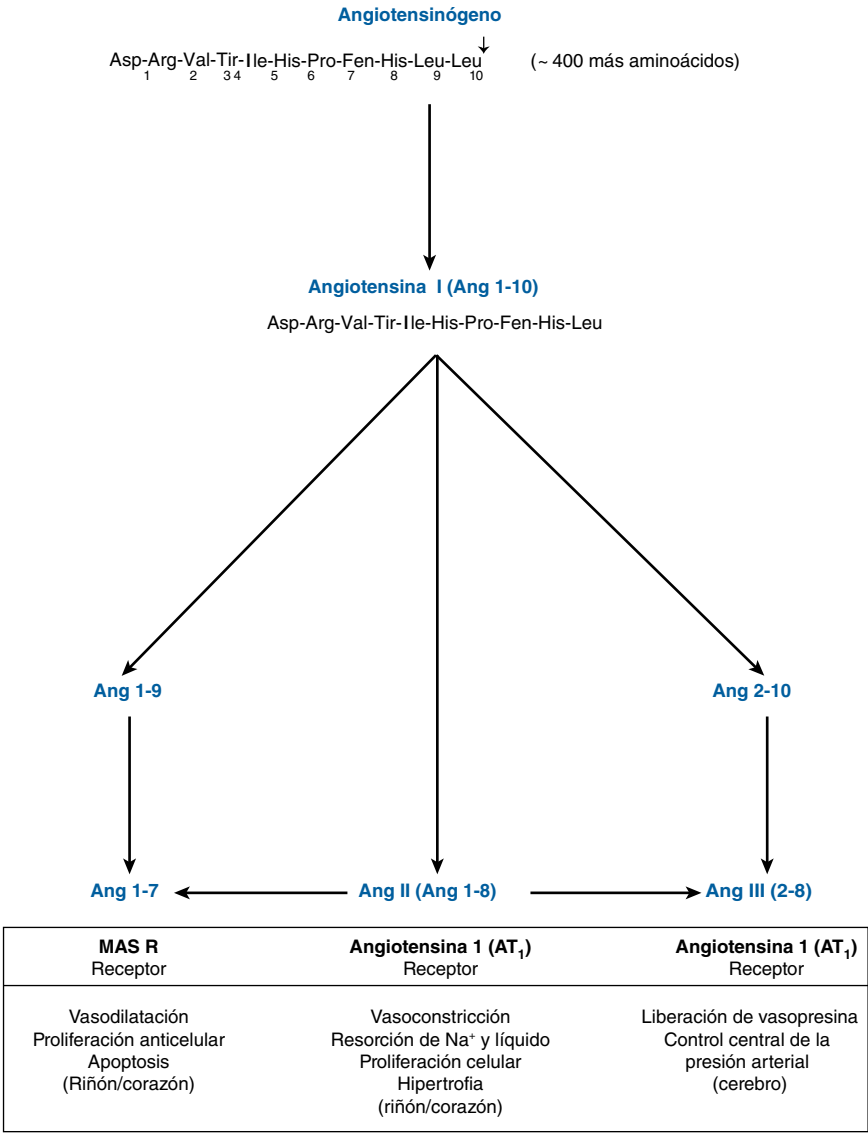 Angiotensinógeno
Asp-Arg-Val-Tir-Ile-His-Pro-Fen-His-Leu-Leu (~ 400 más aminoácidos)
1 2 3 4 5 6 7 8 9 10
Angiotensina I (Ang 1-10)
Asp-Arg-Val-Tir-Ile-His-Pro-Fen-His-Leu
Ang 1-9 Ang 2-10
Ang 1-7 Ang II (Ang 1-8) Ang III (2-8)
MAS R
Receptor
Angiotensina 1 (AT₁)
Receptor
Angiotensina 1 (AT₁)
Receptor
Vasodilatación
Proliferación anticelular
Apoptosis
(Riñón/corazón)
Vasoconstricción
Resorción de Na⁺ y líquido
Proliferación celular
Hipertrofia
(riñón/corazón)
Liberación de vasopresina
Control central de la
presión arterial
(cerebro)